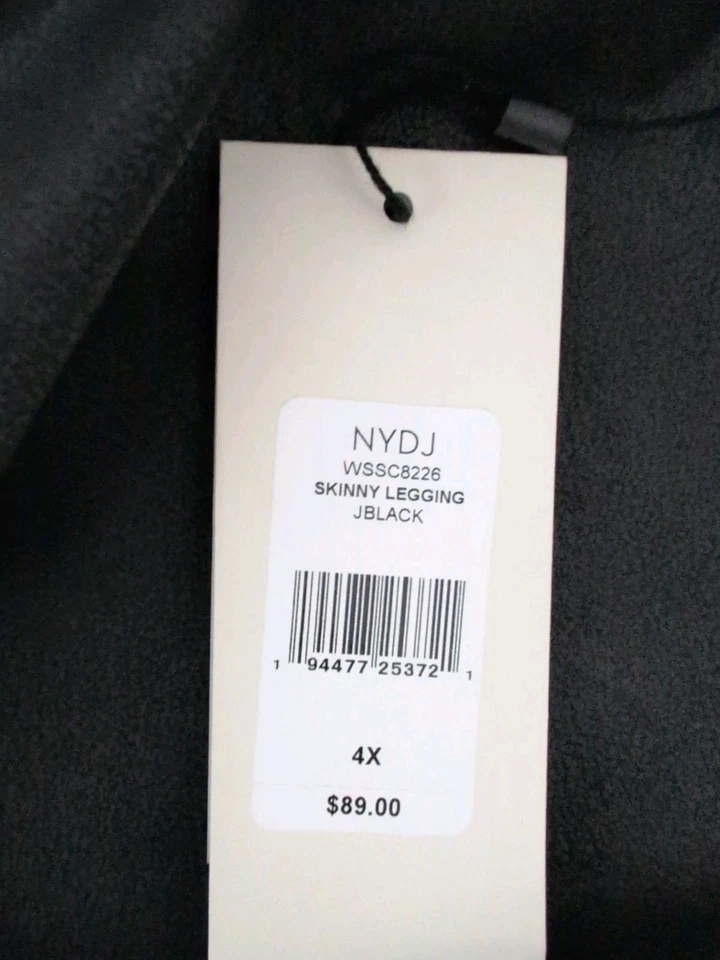 NYDJ
WSSC8226
SKINNY LEGGING
JBLACK
1 94477 25372 1
4X
$89.00